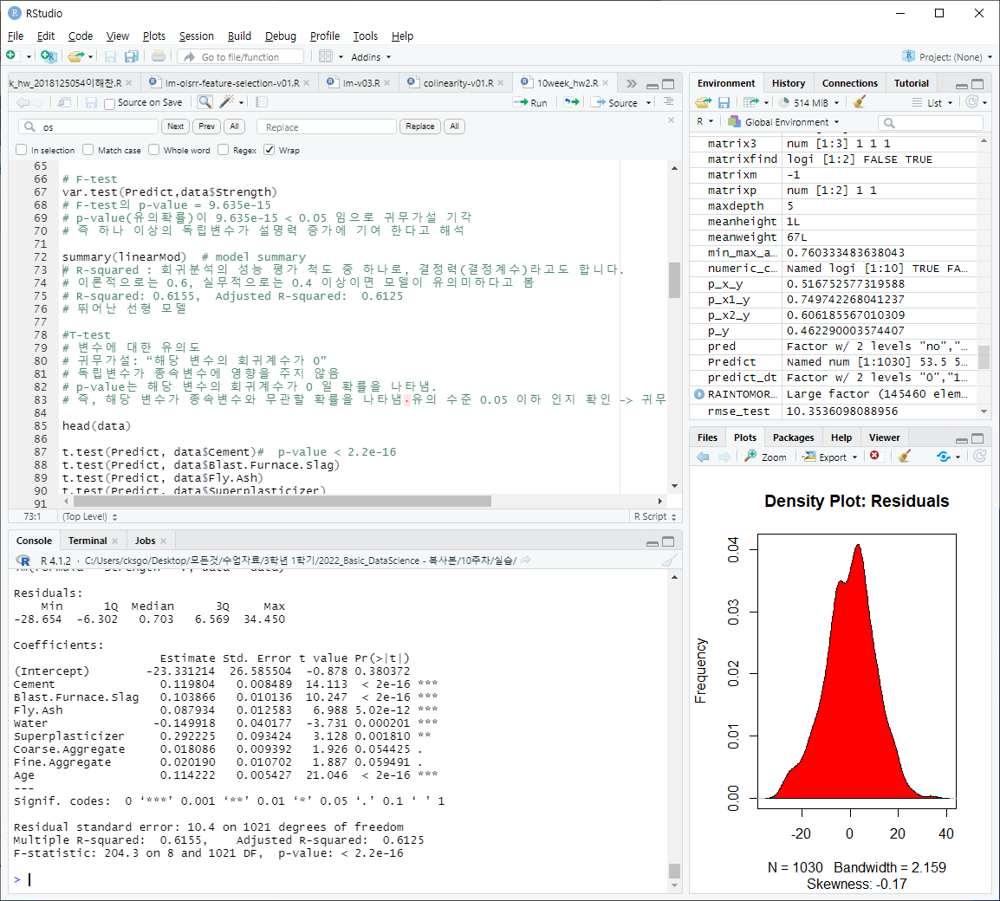 RStudio
File Edit Code View Plots Session Build Debug Profile Tools Help
Go to file/function Addins Project: (None)
k_hw_2018125054이해찬.R lm-olsrr-feature-selection-v01.R lm-v03.R colinearity-v01.R 10week_hw2.R
Source on Save Run Source
os Next Prev All Replace Replace All
In selection Match case Whole word Regex Wrap
65
66 # F-test
67 var.test(Predict,data$Strength)
68 # F-test의 p-value = 9.635e-15
69 # p-value(유의확률)이 9.635e-15 < 0.05 임으로 귀무가설 기각
70 # 즉 하나 이상의 독립변수가 설명력 증가에 기여 한다고 해석
71
72 summary(linearMod) # model summary
73 # R-squared : 회귀분석의 성능 평가 척도 중 하나로, 결정력(결정계수)라고도 합니다.
74 # 이론적으로는 0.6, 실무적으로는 0.4 이상이면 모델이 유의미하다고 봄
75 # R-squared: 0.6155, Adjusted R-squared: 0.6125
76 # 뛰어난 선형 모델
77
78 #T-test
79 # 변수에 대한 유의도
80 # 귀무가설: “해당 변수의 회귀계수가 0”
81 # 독립변수가 종속변수에 영향을 주지 않음
82 # p-value는 해당 변수의 회귀계수가 0 일 확률을 나타냄.
83 # 즉, 해당 변수가 종속변수와 무관할 확률을 나타냄·유의 수준 0.05 이하 인지 확인 -> 귀무
84
85 head(data)
86
87 t.test(Predict, data$Cement)# p-value < 2.2e-16
88 t.test(Predict, data$Blast.Furnace.Slag)
89 t.test(Predict, data$Fly.Ash)
90 t.test(Predict, data$Superplasticizer)
91
73:1 (Top Level) R Script
Console Terminal Jobs
R 4.1.2 · C:/Users/cksgo/Desktop/모든것/수업자료/3학년 1학기/2022_Basic_DataScience - 복사본/10주차/실습/
lm(formula = Strength ~ ., data = data)
Residuals:
Min 1Q Median 3Q Max
-28.654 -6.302 0.703 6.569 34.450
Coefficients:
Estimate Std. Error t value Pr(>|t|)
(Intercept) -23.331214 26.585504 -0.878 0.380372
Cement 0.119804 0.008489 14.113 < 2e-16 ***
Blast.Furnace.Slag 0.103866 0.010136 10.247 < 2e-16 ***
Fly.Ash 0.087934 0.012583 6.988 5.02e-12 ***
Water -0.149918 0.040177 -3.731 0.000201 ***
Superplasticizer 0.292225 0.093424 3.128 0.001810 **
Coarse.Aggregate 0.018086 0.009392 1.926 0.054425 .
Fine.Aggregate 0.020190 0.010702 1.887 0.059491 .
Age 0.114222 0.005427 21.046 < 2e-16 ***
---
Signif. codes: 0 ‘***’ 0.001 ‘**’ 0.01 ‘*’ 0.05 ‘.’ 0.1 ‘ ’ 1
Residual standard error: 10.4 on 1021 degrees of freedom
Multiple R-squared: 0.6155, Adjusted R-squared: 0.6125
F-statistic: 204.3 on 8 and 1021 DF, p-value: < 2.2e-16
>
Environment History Connections Tutorial
514 MiB List
R Global Environment
matrix3 num [1:3] 1 1 1
matrixfind logi [1:2] FALSE TRUE
matrixm -1
matrixp num [1:2] 1 1
maxdepth 5
meanheight 1L
meanweight 67L
min_max_a… 0.760333483638043
numeric_c… Named logi [1:10] TRUE FA…
p_x_y 0.516752577319588
p_x1_y 0.749742268041237
p_x2_y 0.606185567010309
p_y 0.462290003574407
pred Factor w/ 2 levels "no","…
Predict Named num [1:1030] 53.5 5…
predict_dt Factor w/ 2 levels "0","1…
RAINTOMOR… Large factor (145460 elem…
rmse_test 10.3536098088956
Files Plots Packages Help Viewer
Zoom Export
Density Plot: Residuals
Frequency
0.04
0.03
0.02
0.01
0.00
-20 0 20 40
N = 1030 Bandwidth = 2.159
Skewness: -0.17